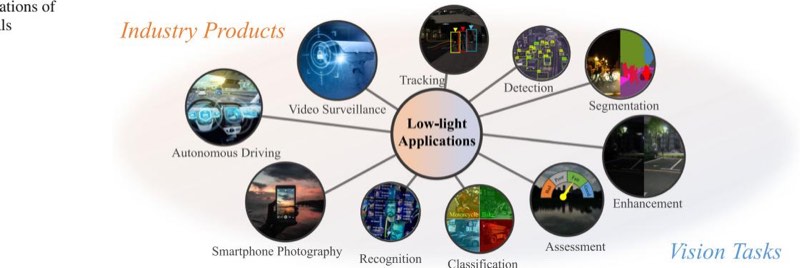 ations of
ls
Industry Products
Vision Tasks
Low-light
Applications
Tracking
Detection
Segmentation
Video Surveillance
Autonomous Driving
Enhancement
Smartphone Photography
Recognition
Classification
Assessment